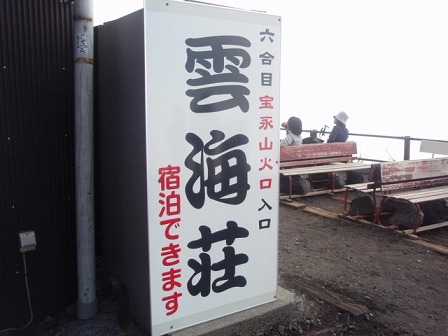 六合目 宝永山火口 入口
雲海荘
宿泊できます